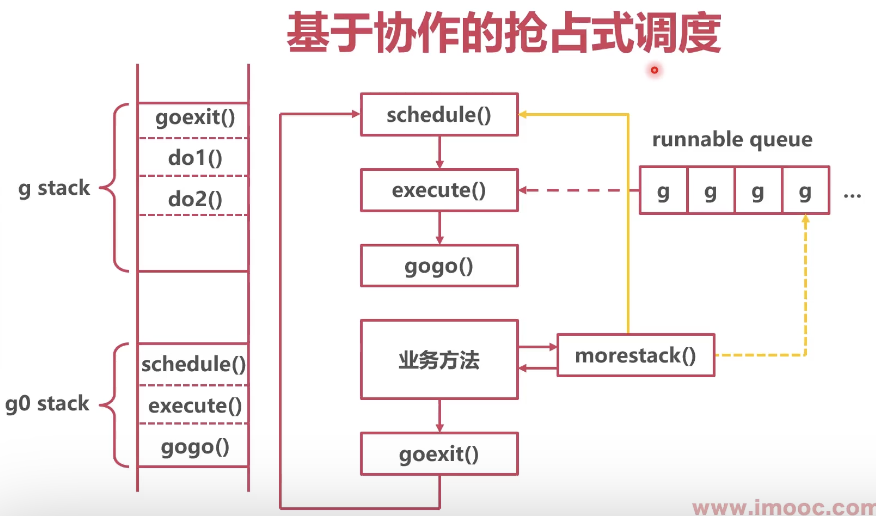 基于协作的抢占式调度
g stack
goexit()
do1()
do2()
g0 stack
schedule()
execute()
gogo()
schedule()
execute()
gogo()
业务方法
goexit()
morestack()
runnable queue
g g g g ...
www.imooc.com